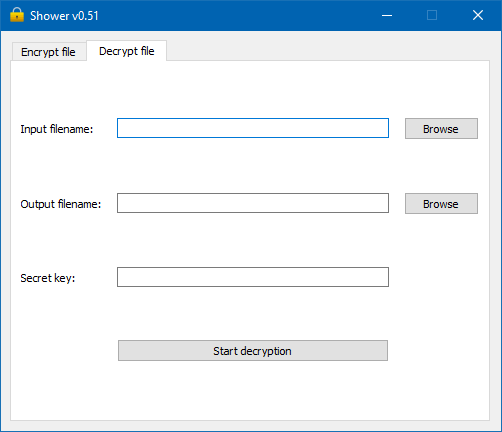 Shower v0.51
Encrypt file
Decrypt file
Input filename:
Browse
Output filename:
Browse
Secret key:
Start decryption